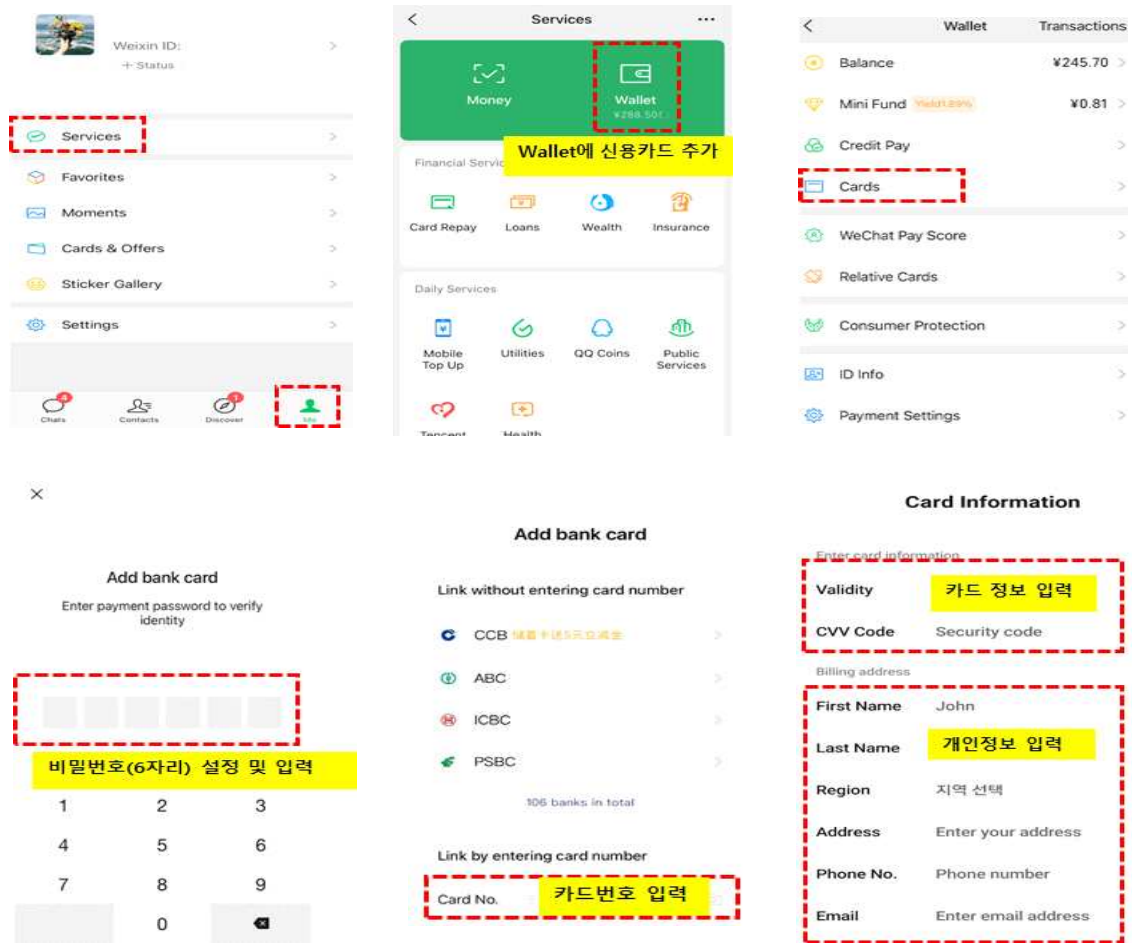 Weixin ID:
+ Status
Services
Favorites
Moments
Cards & Offers
Sticker Gallery
Settings
4
1
Chats
Contacts
Discover
Me
Services
Money
Wallet
Wallet에 신용카드 추가
Financial
Card Repay
Loans
Wealth
Insurance
Daily Services
Mobile Top Up
Utilities
QQ Coins
Public Services
Tencent
Health
Wallet
Transactions
Balance
¥245.70
Mini Fund
¥0.81
Credit Pay
Cards
WeChat Pay Score
Relative Cards
Consumer Protection
ID Info
Payment Settings
Add bank card
Enter payment password to verify
identity
비밀번호(6자리) 설정 및 입력
1 2 3
4 5 6
7 8 9
0
Add bank card
Link without entering card number
CCB
ABC
ICBC
PSBC
106 banks in total
Link by entering card number
Card No. 카드번호 입력
Card Information
Enter card information
Validity 카드 정보 입력
CVV Code Security code
Billing address
First Name John
Last Name 개인정보 입력
Region 지역 선택
Address Enter your address
Phone No. Phone number
Email Enter email address